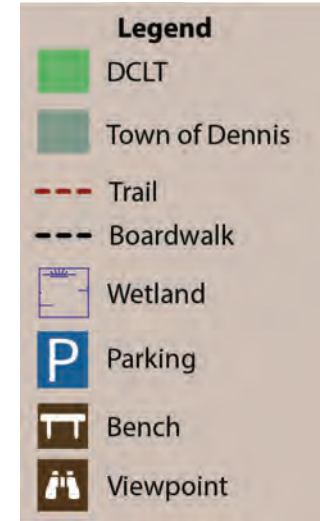 Legend
DCLT
Town of Dennis
Trail
Boardwalk
Wetland
P Parking
Bench
Viewpoint